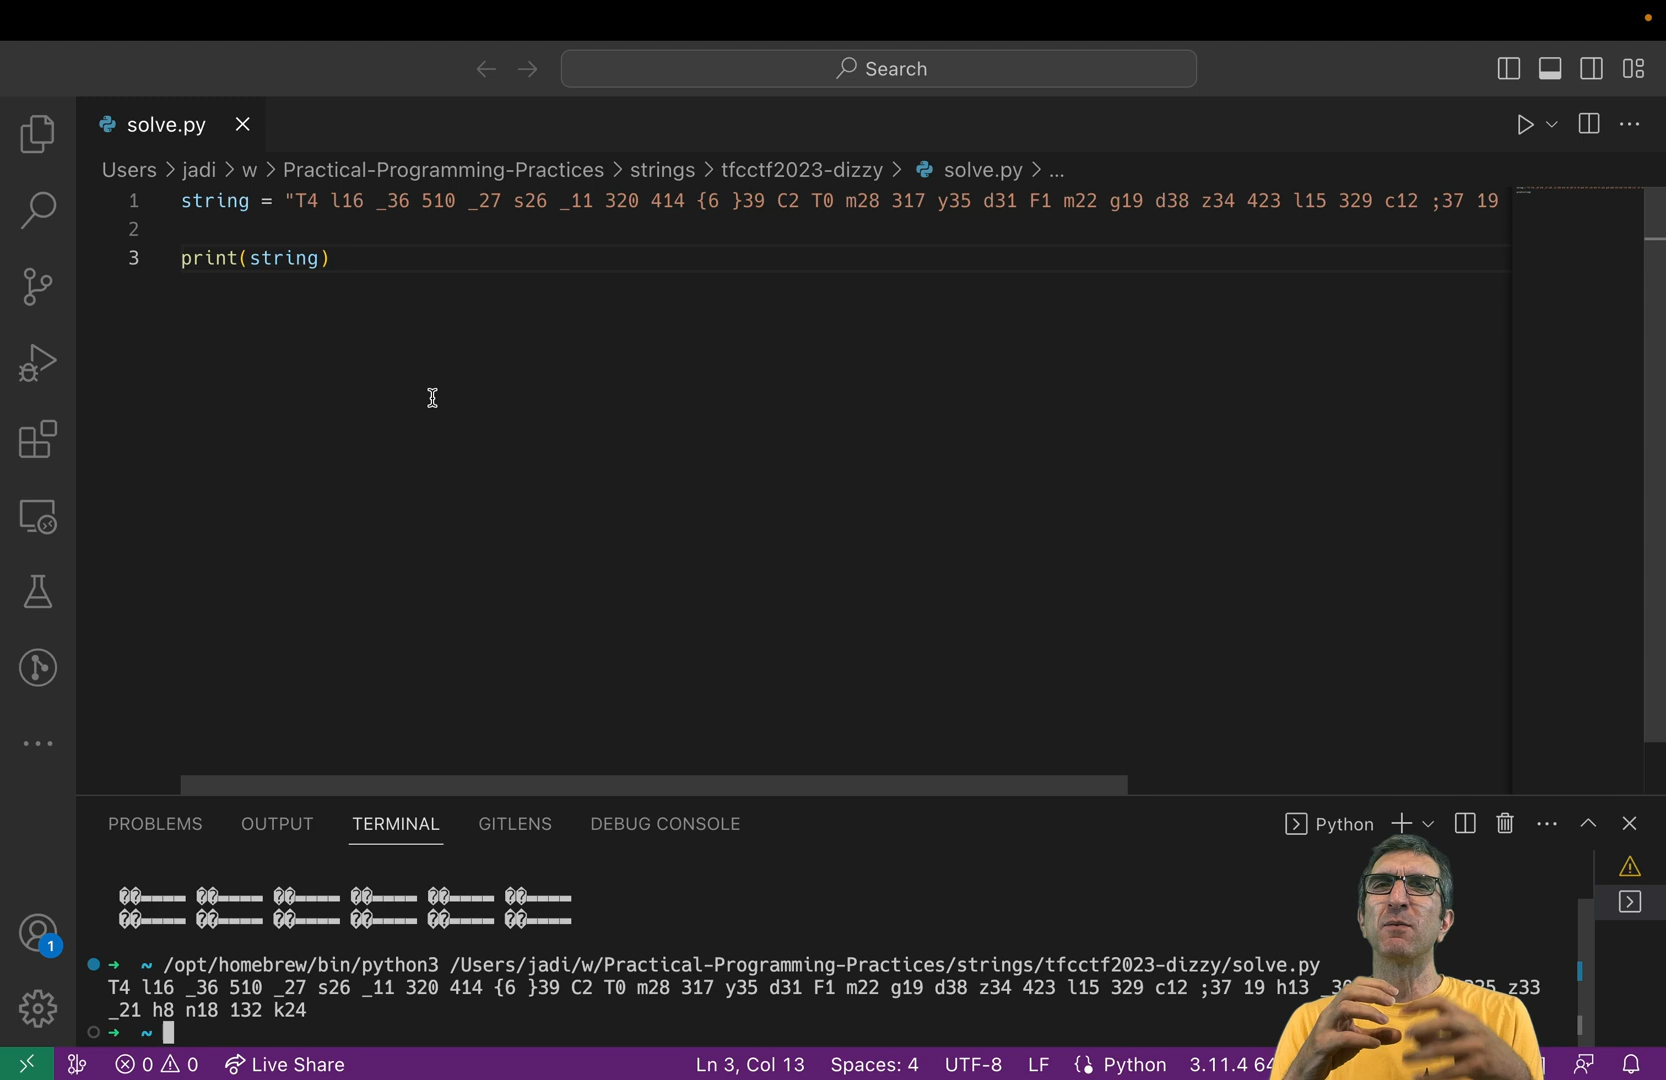 Search
solve.py
Users > jadi > w > Practical-Programming-Practices > strings > tfcctf2023-dizzy > solve.py > ...
1 string = "T4 l16 _36 510 _27 s26 _11 320 414 {6 }39 C2 T0 m28 317 y35 d31 F1 m22 g19 d38 z34 423 l15 329 c12 ;37 19
2
3 print(string)
PROBLEMS OUTPUT TERMINAL GITLENS DEBUG CONSOLE
Python
~ /opt/homebrew/bin/python3 /Users/jadi/w/Practical-Programming-Practices/strings/tfcctf2023-dizzy/solve.py
T4 l16 _36 510 _27 s26 _11 320 414 {6 }39 C2 T0 m28 317 y35 d31 F1 m22 g19 d38 z34 423 l15 329 c12 ;37 19 h13 z33
_21 h8 n18 132 k24
~
1
0 0 Live Share Ln 3, Col 13 Spaces: 4 UTF-8 LF Python 3.11.4 64